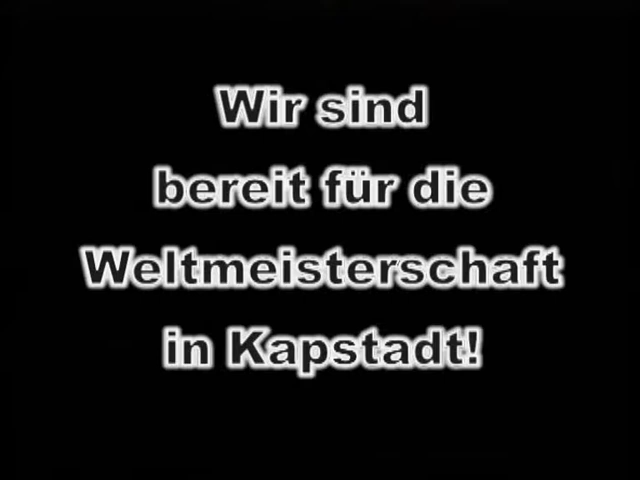 Wir sind
bereit für die
Weltmeisterschaft
in Kapstadt!